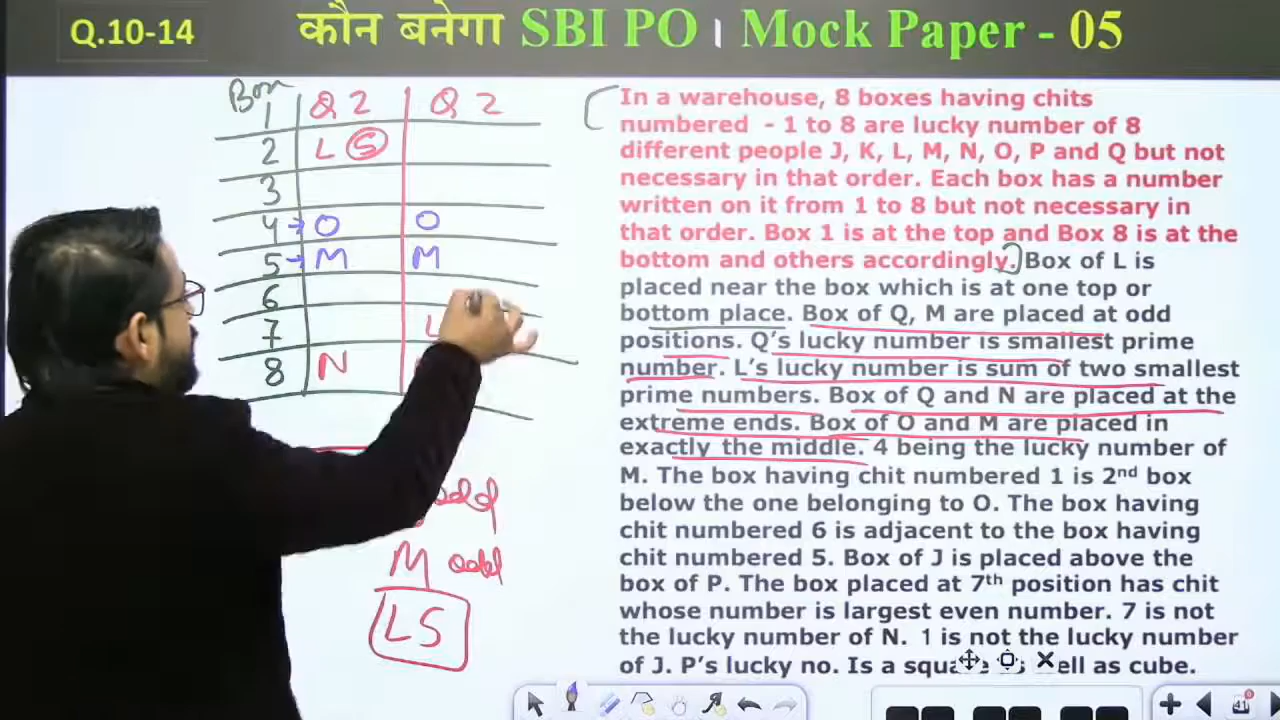 Q.10-14
कौन बनेगा SBI PO । Mock Paper - 05
Box
1 Q 2 Q 2
2 L S
3
4 → O O
5 → M M
6
7 L
8 N
odd
M odd
LS
In a warehouse, 8 boxes having chits
numbered - 1 to 8 are lucky number of 8
different people J, K, L, M, N, O, P and Q but not
necessary in that order. Each box has a number
written on it from 1 to 8 but not necessary in
that order. Box 1 is at the top and Box 8 is at the
bottom and others accordingly. Box of L is
placed near the box which is at one top or
bottom place. Box of Q, M are placed at odd
positions. Q's lucky number is smallest prime
number. L's lucky number is sum of two smallest
prime numbers. Box of Q and N are placed at the
extreme ends. Box of O and M are placed in
exactly the middle. 4 being the lucky number of
M. The box having chit numbered 1 is 2nd box
below the one belonging to O. The box having
chit numbered 6 is adjacent to the box having
chit numbered 5. Box of J is placed above the
box of P. The box placed at 7th position has chit
whose number is largest even number. 7 is not
the lucky number of N. 1 is not the lucky number
of J. P's lucky no. Is a well as cube.
41